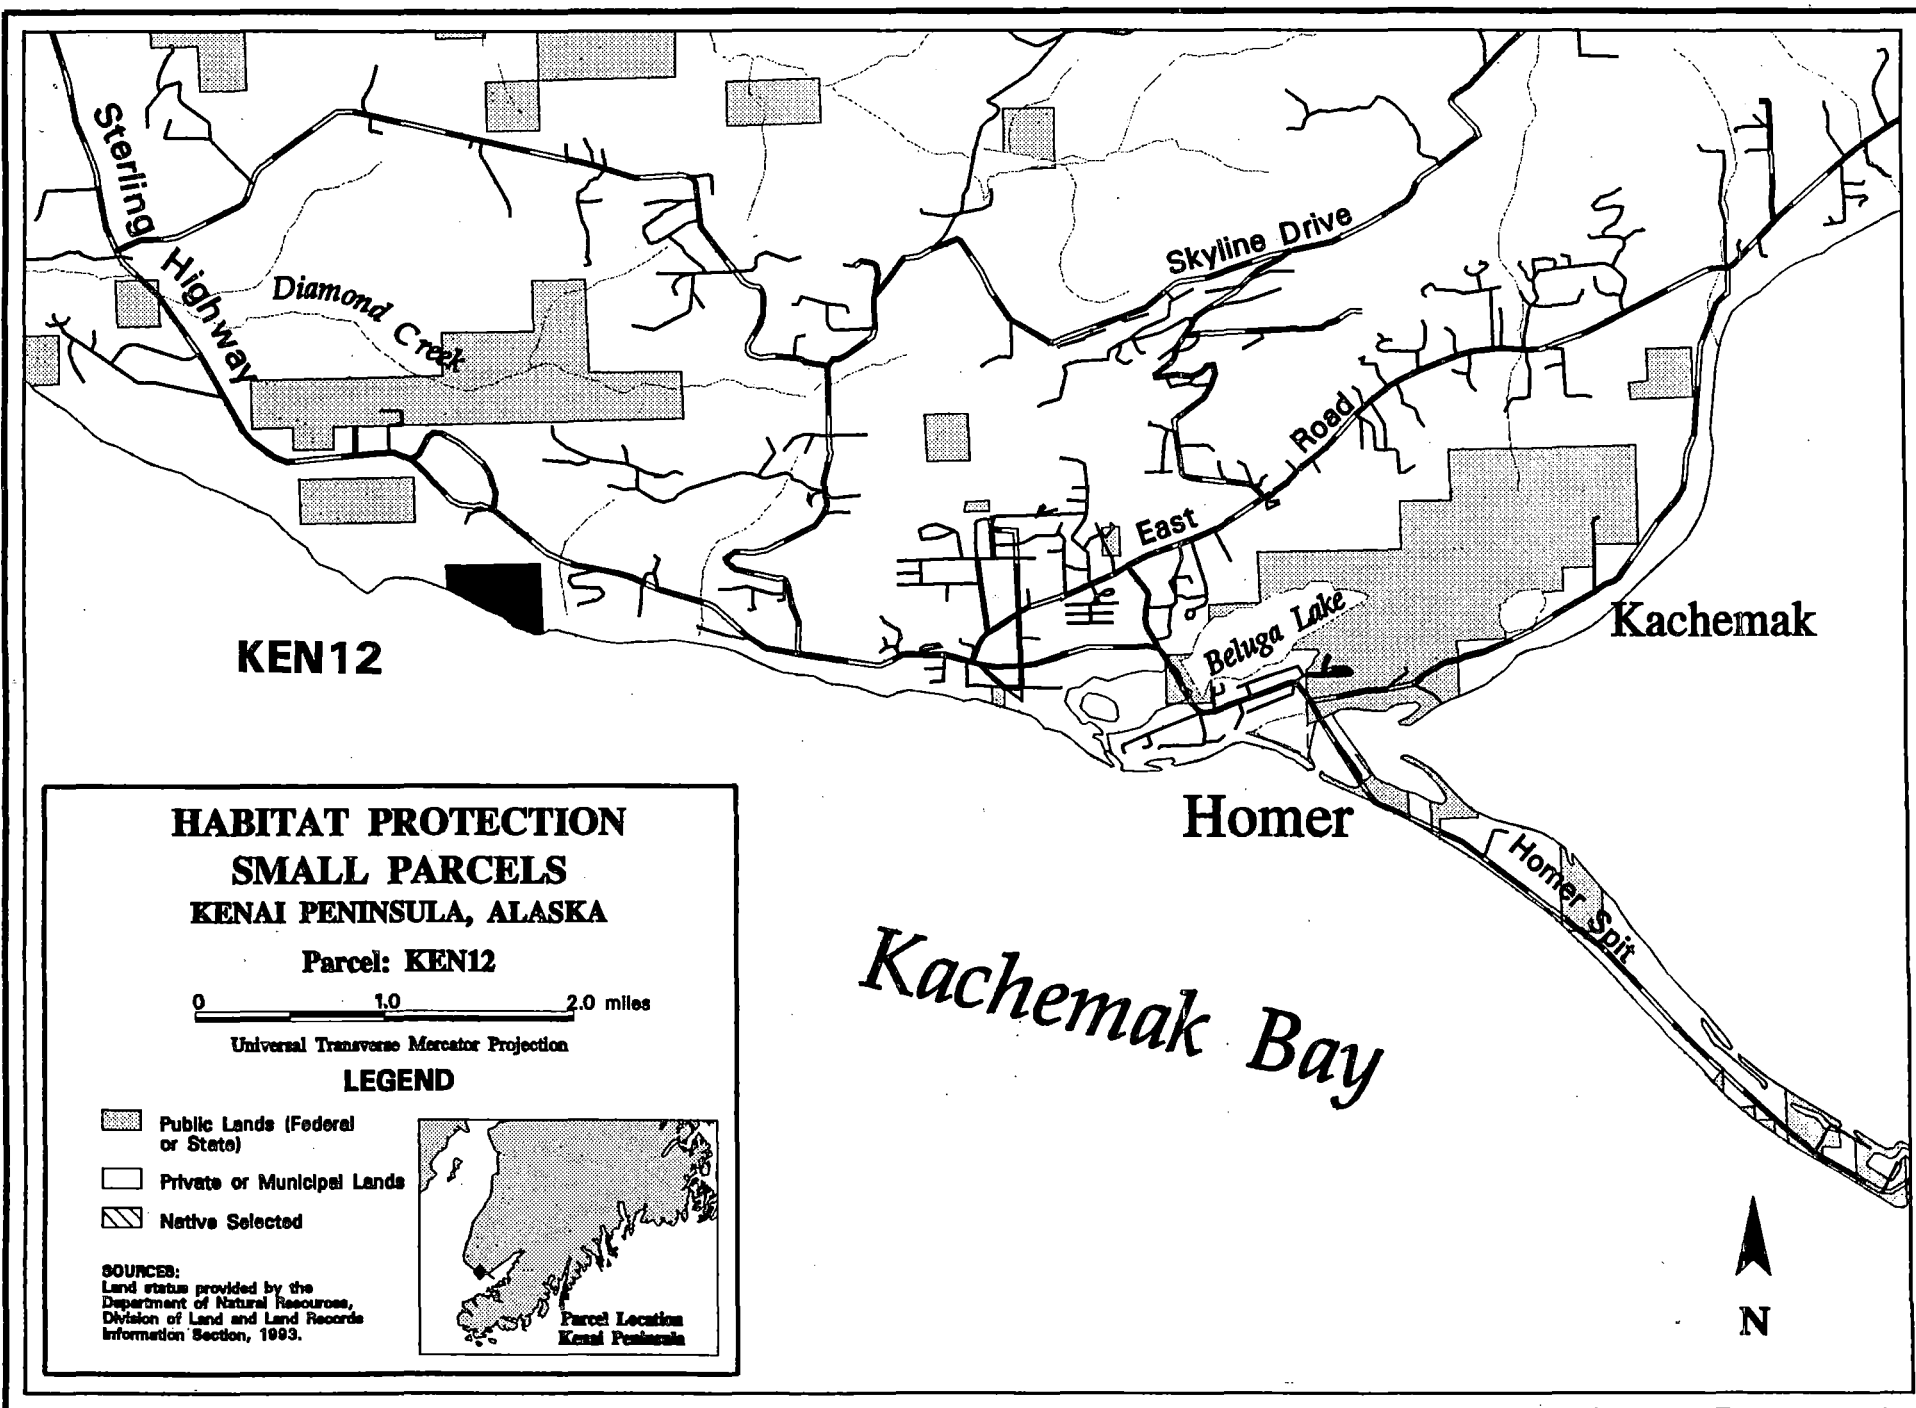 Sterling
Highway
Diamond Creek
Skyline Drive
East Road
Beluga Lake
Kachemak
KEN12
Homer
Homer Spit
Kachemak Bay
HABITAT PROTECTION
SMALL PARCELS
KENAI PENINSULA, ALASKA
Parcel: KEN12
0 1.0 2.0 miles
Universal Transverse Mercator Projection
LEGEND
Public Lands (Federal
or State)
Private or Municipal Lands
Native Selected
SOURCES:
Land status provided by the
Department of Natural Resources,
Division of Land and Land Records
Information Section, 1993.
Parcel Location
Kenai Peninsula
N